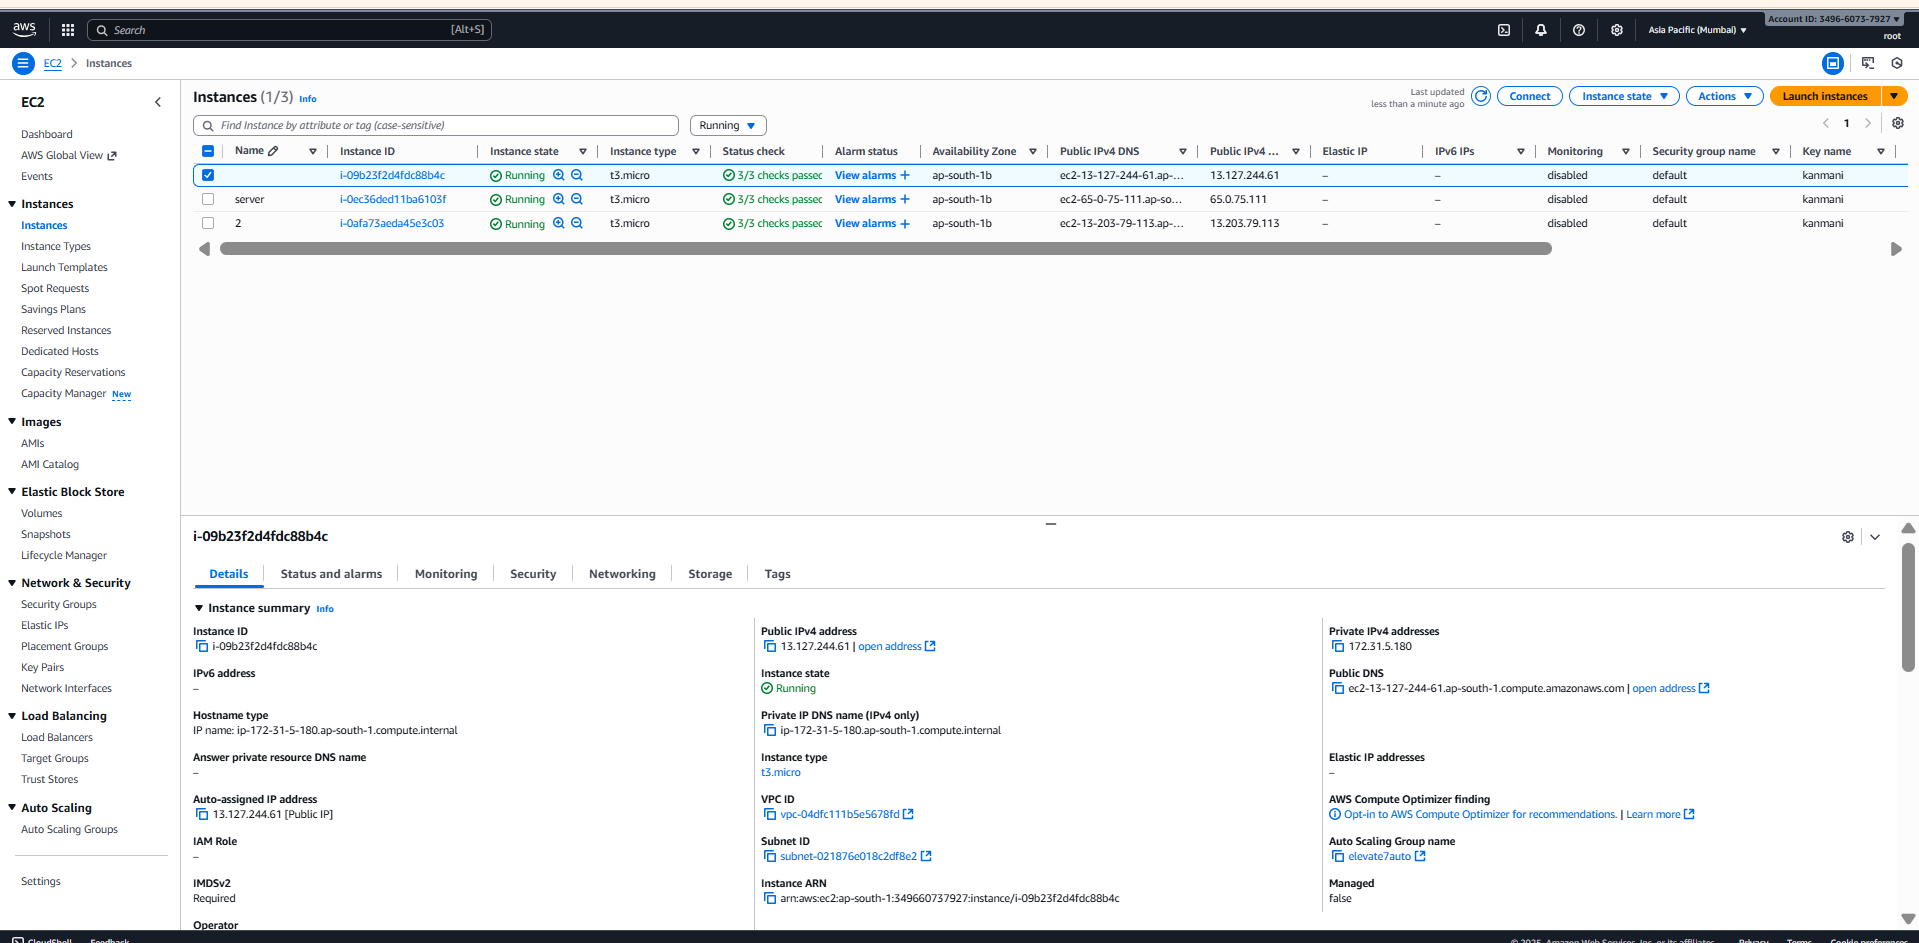 aws
Search [Alt+S]
Asia Pacific (Mumbai) ▼
Account ID: 3496-6073-7927 ▼
root
EC2 > Instances
EC2
Dashboard
AWS Global View
Events
Instances
Instances
Instance Types
Launch Templates
Spot Requests
Savings Plans
Reserved Instances
Dedicated Hosts
Capacity Reservations
Capacity Manager New
Images
AMIs
AMI Catalog
Elastic Block Store
Volumes
Snapshots
Lifecycle Manager
Network & Security
Security Groups
Elastic IPs
Placement Groups
Key Pairs
Network Interfaces
Load Balancing
Load Balancers
Target Groups
Trust Stores
Auto Scaling
Auto Scaling Groups
Settings
Instances (1/3) Info
Last updated
less than a minute ago
Connect
Instance state ▼
Actions ▼
Launch instances ▼
Find Instance by attribute or tag (case-sensitive)
Running ▼
< 1 >
Name Instance ID Instance state Instance type Status check Alarm status Availability Zone Public IPv4 DNS Public IPv4 ... Elastic IP IPv6 IPs Monitoring Security group name Key name
i-09b23f2d4fdc88b4c Running t3.micro 3/3 checks passed View alarms + ap-south-1b ec2-13-127-244-61.ap-... 13.127.244.61 – – disabled default kanmani
server i-0ec36ded11ba6103f Running t3.micro 3/3 checks passed View alarms + ap-south-1b ec2-65-0-75-111.ap-so... 65.0.75.111 – – disabled default kanmani
2 i-0afa73aeda45e3c03 Running t3.micro 3/3 checks passed View alarms + ap-south-1b ec2-13-203-79-113.ap-... 13.203.79.113 – – disabled default kanmani
i-09b23f2d4fdc88b4c
Details Status and alarms Monitoring Security Networking Storage Tags
Instance summary Info
Instance ID
i-09b23f2d4fdc88b4c
IPv6 address
–
Hostname type
IP name: ip-172-31-5-180.ap-south-1.compute.internal
Answer private resource DNS name
–
Auto-assigned IP address
13.127.244.61 [Public IP]
IAM Role
–
IMDSv2
Required
Operator
Public IPv4 address
13.127.244.61 | open address
Instance state
Running
Private IP DNS name (IPv4 only)
ip-172-31-5-180.ap-south-1.compute.internal
Instance type
t3.micro
VPC ID
vpc-04dfc111b5e5678fd
Subnet ID
subnet-021876e018c2df8e2
Instance ARN
arn:aws:ec2:ap-south-1:349660737927:instance/i-09b23f2d4fdc88b4c
Private IPv4 addresses
172.31.5.180
Public DNS
ec2-13-127-244-61.ap-south-1.compute.amazonaws.com | open address
Elastic IP addresses
–
AWS Compute Optimizer finding
Opt-in to AWS Compute Optimizer for recommendations. | Learn more
Auto Scaling Group name
elevate7auto
Managed
false
CloudShell Feedback
© 2025, Amazon Web Services, Inc. or its affiliates. Privacy Terms Cookie preferences